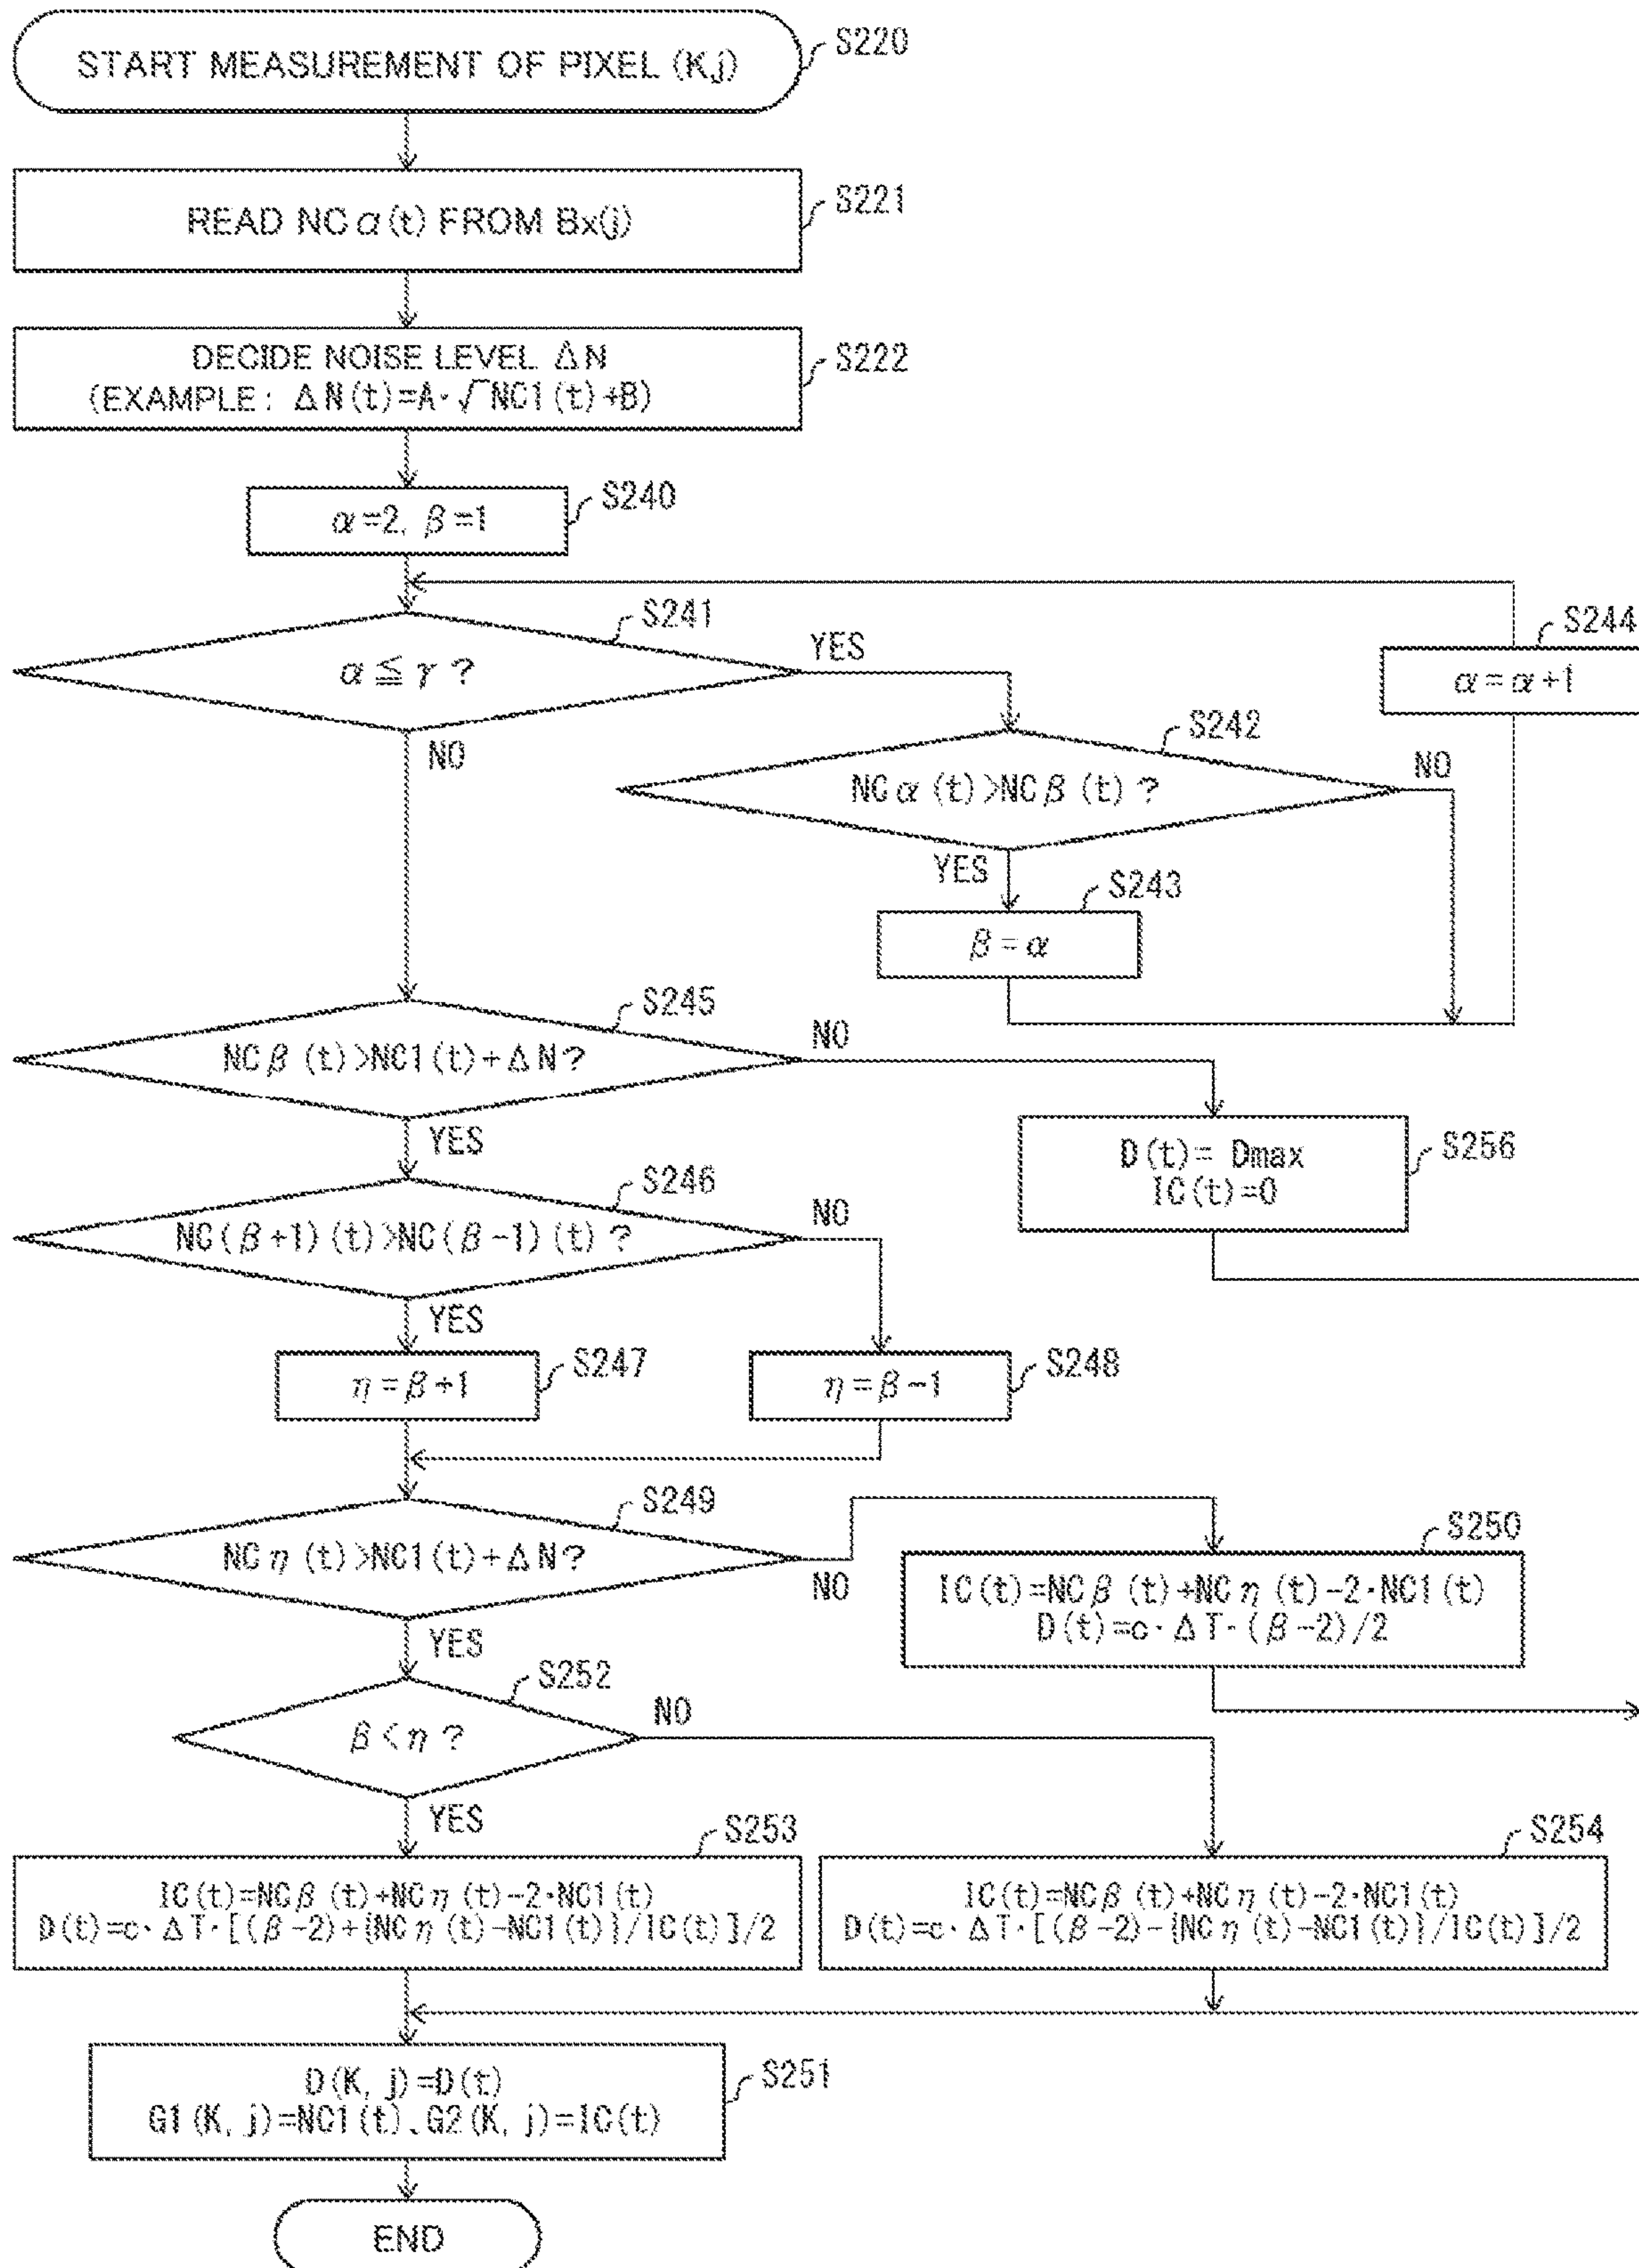 START MEASUREMENT OF PIXEL (K,j)
S220
READ NCα(t) FROM Bx(j)
S221
DECIDE NOISE LEVEL ΔN
(EXAMPLE: ΔN(t)=A·√NC1(t)+B)
S222
α=2, β=1
S240
α≦γ ?
S241
YES
NO
α=α+1
S244
NCα(t)>NCβ(t) ?
S242
NO
YES
β=α
S243
NCβ(t)>NC1(t)+ΔN?
S245
NO
YES
D(t)= Dmax
IC(t)=0
S256
NC(β+1)(t)>NC(β-1)(t) ?
S246
NO
YES
η=β+1
S247
η=β-1
S248
NCη(t)>NC1(t)+ΔN?
S249
NO
YES
IC(t)=NCβ(t)+NCη(t)-2·NC1(t)
D(t)=c·ΔT·(β-2)/2
S250
β<η ?
S252
NO
YES
IC(t)=NCβ(t)+NCη(t)-2·NC1(t)
D(t)=c·ΔT·[(β-2)+{NCη(t)-NC1(t)}/IC(t)]/2
S253
IC(t)=NCβ(t)+NCη(t)-2·NC1(t)
D(t)=c·ΔT·[(β-2)-{NCη(t)-NC1(t)}/IC(t)]/2
S254
D(K, j)=D(t)
G1(K, j)=NC1(t)、G2(K, j)=IC(t)
S251
END